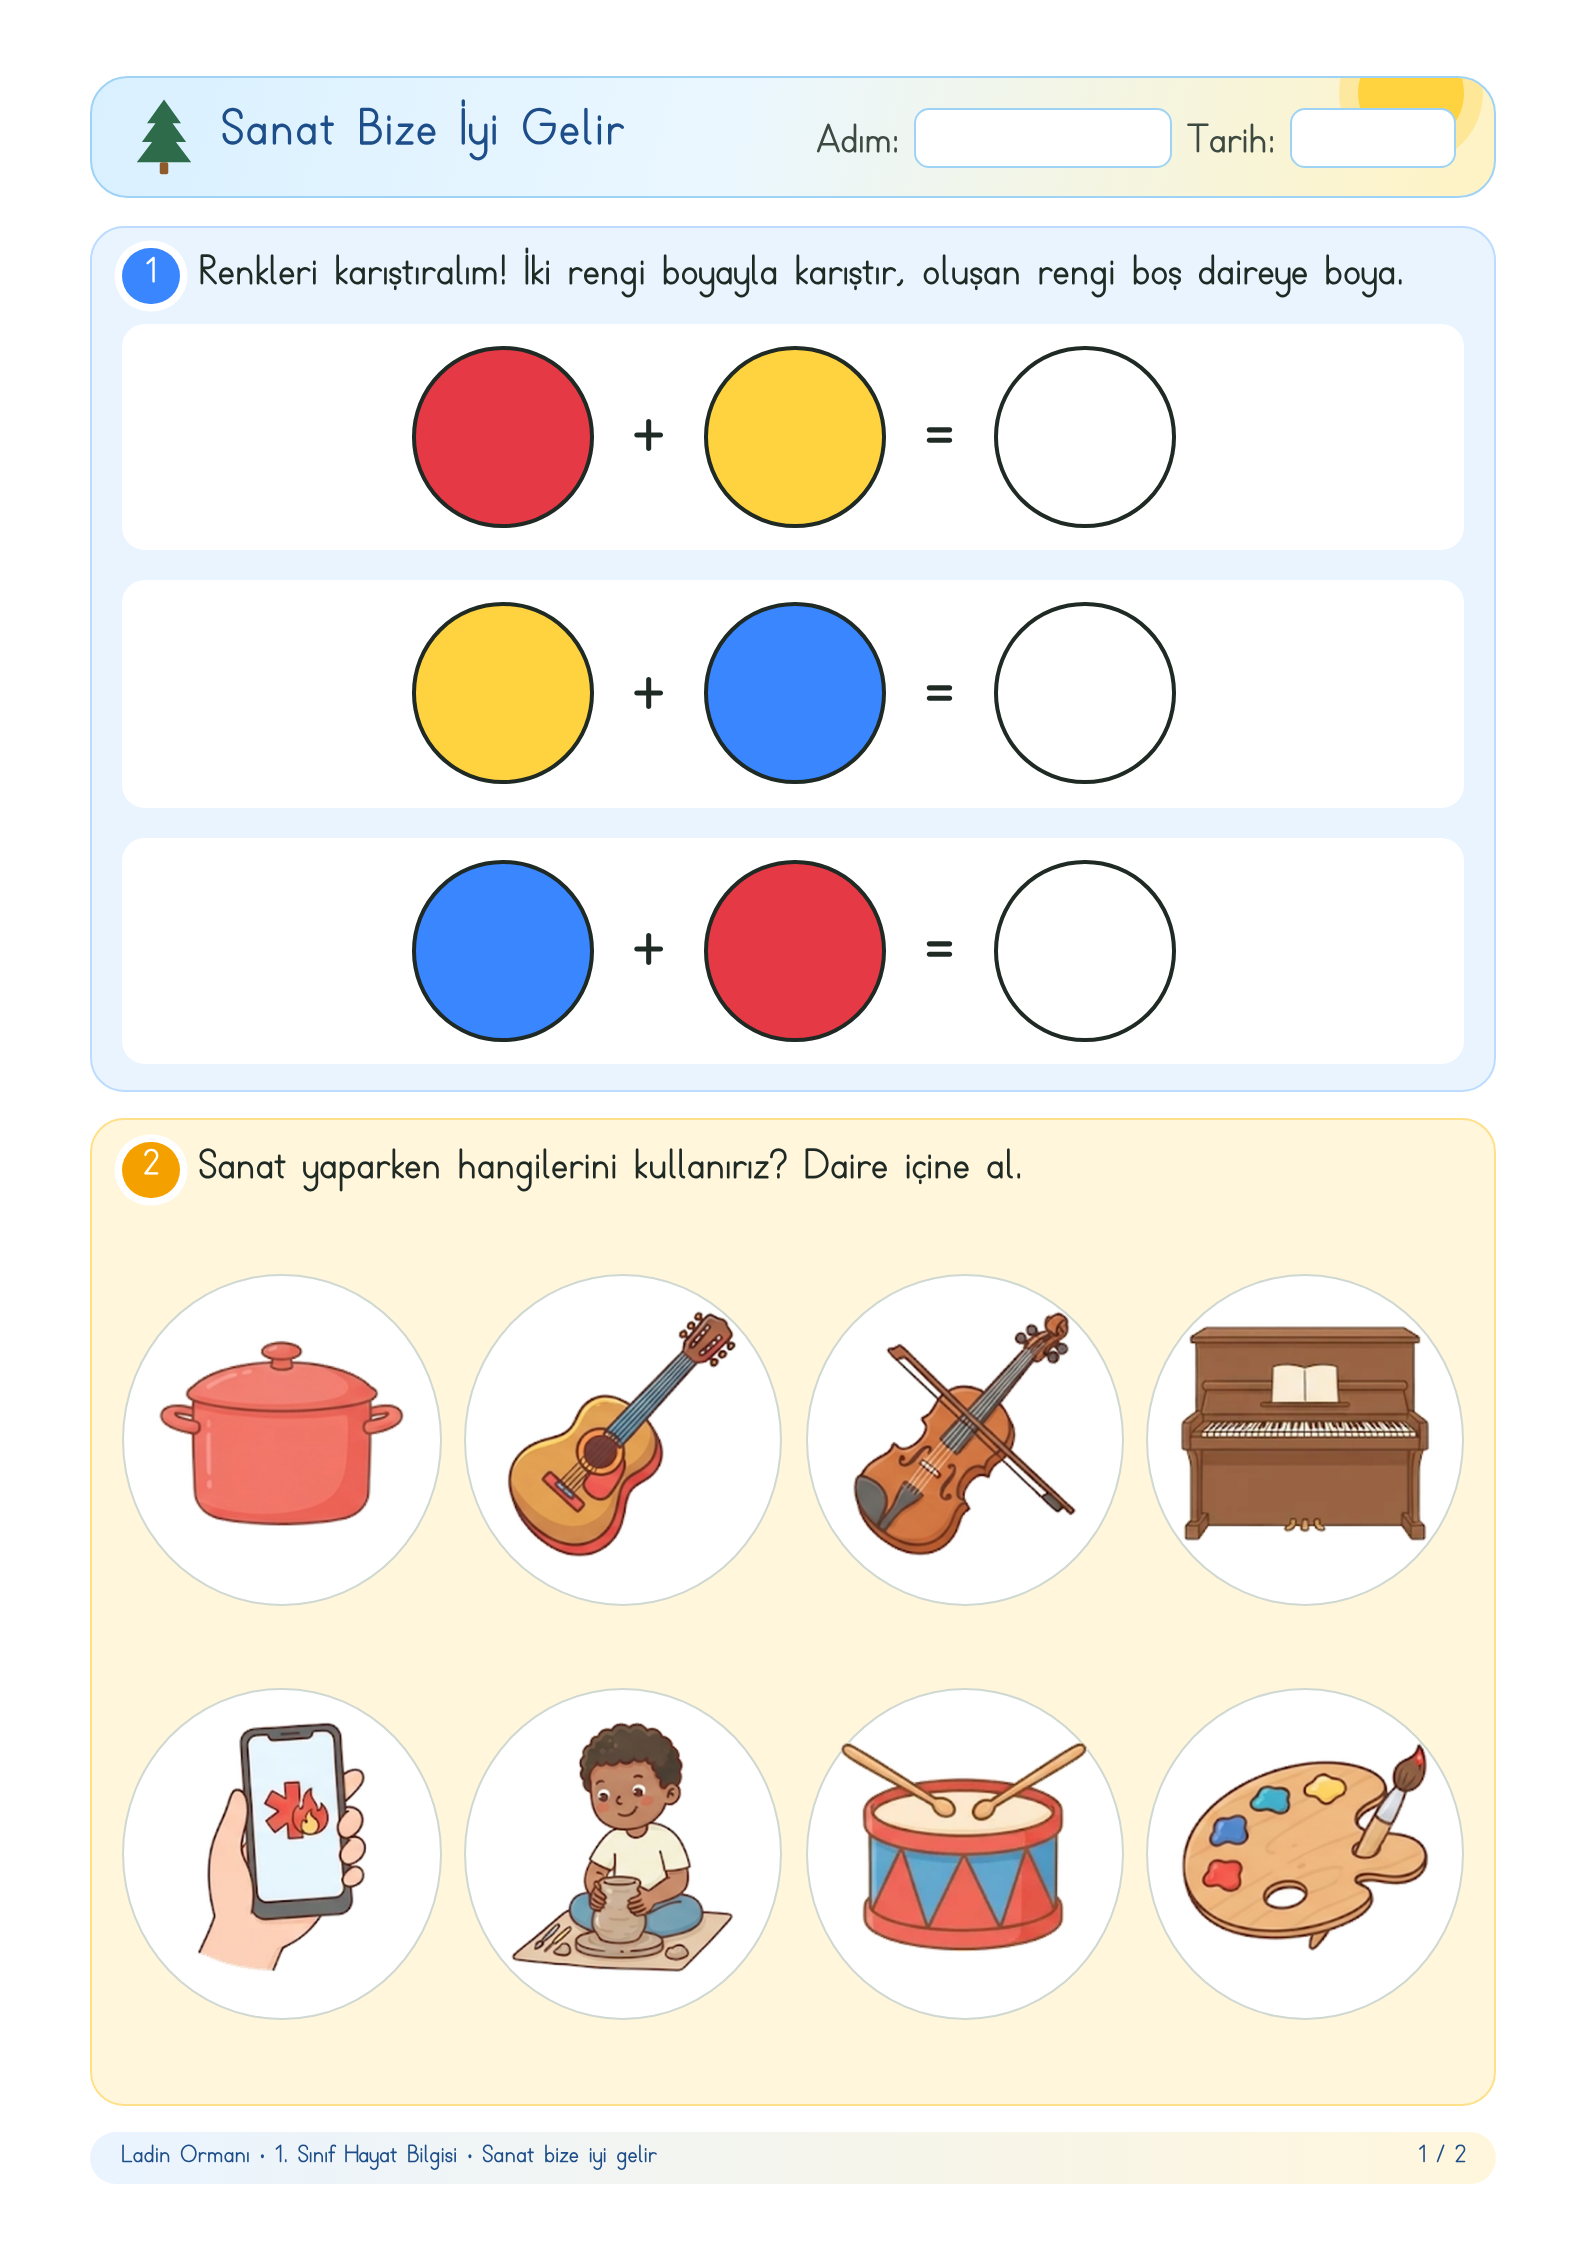 Sanat Bize İyi Gelir
Adım:
Tarih:
1 Renkleri karıştıralım! İki rengi boyayla karıştır, oluşan rengi boş daireye boya.
+ =
+ =
+ =
2 Sanat yaparken hangilerini kullanırız? Daire içine al.
Ladin Ormanı • 1. Sınıf Hayat Bilgisi • Sanat bize iyi gelir
1 / 2